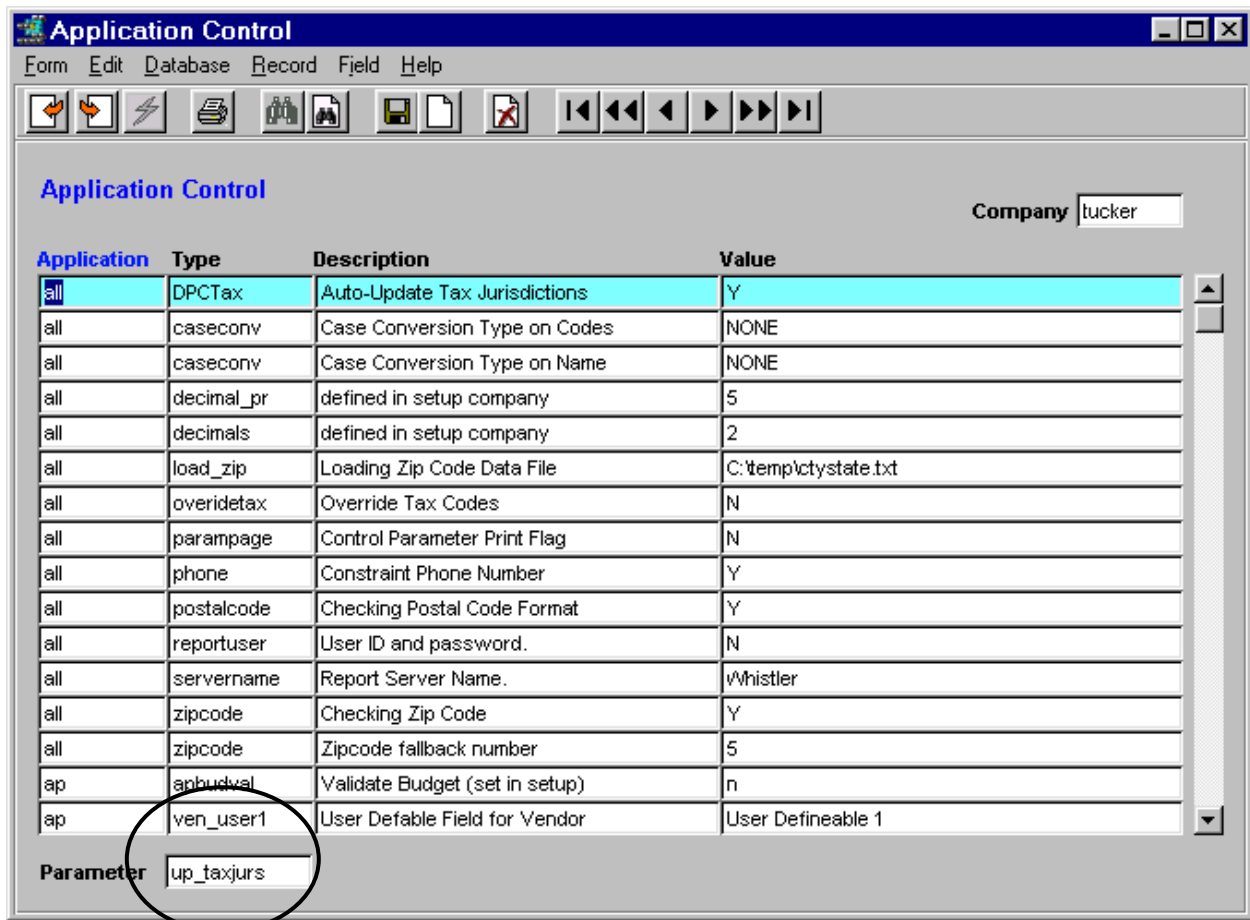 Application Control
Form Edit Database Record Field Help
Application Control
Company tucker
Application Type Description Value
all DPCTax Auto-Update Tax Jurisdictions Y
all caseconv Case Conversion Type on Codes NONE
all caseconv Case Conversion Type on Name NONE
all decimal_pr defined in setup company 5
all decimals defined in setup company 2
all load_zip Loading Zip Code Data File C:\temp\ctystate.txt
all overidetax Override Tax Codes N
all parampage Control Parameter Print Flag N
all phone Constraint Phone Number Y
all postalcode Checking Postal Code Format Y
all reportuser User ID and password. N
all servername Report Server Name. Whistler
all zipcode Checking Zip Code Y
all zipcode Zipcode fallback number 5
ap apbudval Validate Budget (set in setup) n
ap ven_user1 User Defable Field for Vendor User Defineable 1
Parameter up_taxjurs